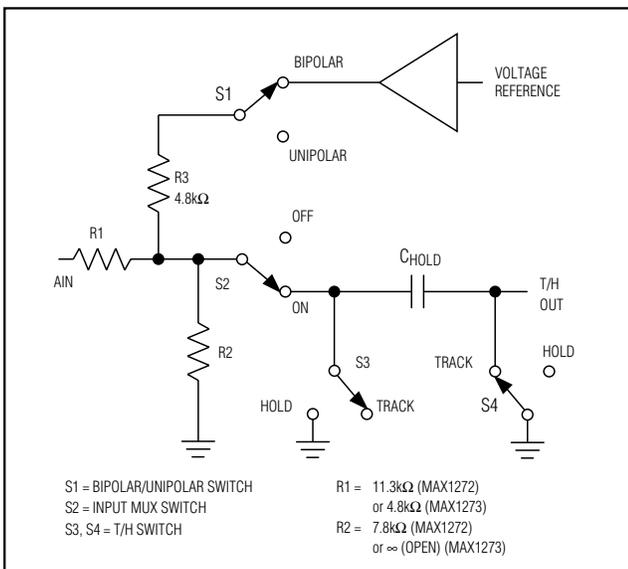 BIPOLAR
VOLTAGE
REFERENCE
S1
UNIPOLAR
R3
4.8kΩ
OFF
R1
AIN
S2
ON
CHOLD
T/H
OUT
R2
S3
TRACK
HOLD
TRACK
HOLD
S4
S1 = BIPOLAR/UNIPOLAR SWITCH
S2 = INPUT MUX SWITCH
S3, S4 = T/H SWITCH
R1 = 11.3kΩ (MAX1272)
or 4.8kΩ (MAX1273)
R2 = 7.8kΩ (MAX1272)
or ∞ (OPEN) (MAX1273)